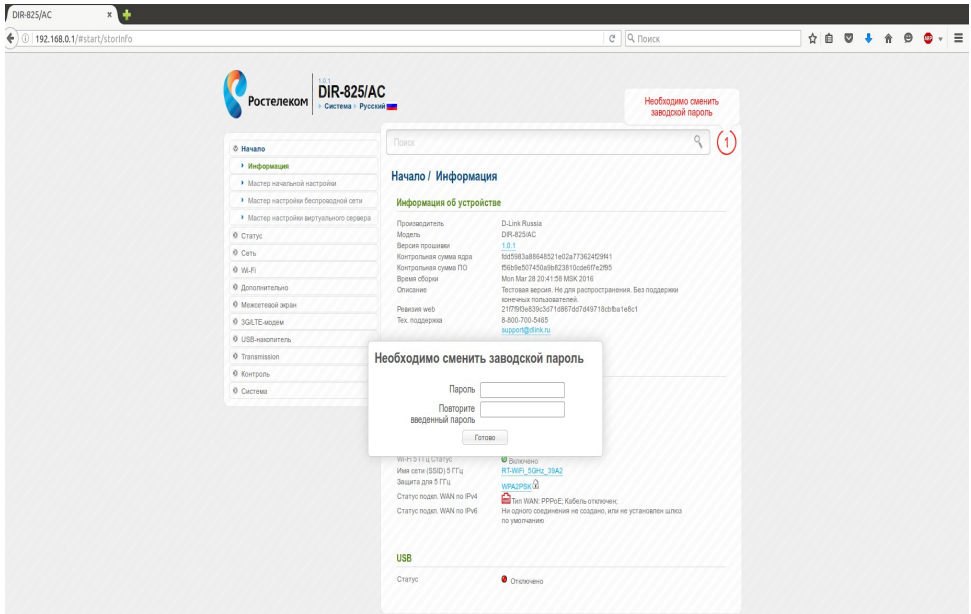 DIR-825/AC
192.168.0.1/#start/storInfo
Поиск
ABP
Ростелеком
1.0.1
DIR-825/AC
Система Русский
Необходимо сменить
заводской пароль
Поиск
1
Начало
Информация
Мастер начальной настройки
Мастер настройки беспроводной сети
Мастер настройки виртуального сервера
Статус
Сеть
Wi-Fi
Дополнительно
Межсетевой экран
3G/LTE-модем
USB-накопитель
Transmission
Контроль
Система
Начало / Информация
Информация об устройстве
Производитель D-Link Russia
Модель DIR-825/AC
Версия прошивки 1.0.1
Контрольная сумма ядра
Контрольная сумма ПО
Время сборки Mon Mar 28 20:41:58 MSK 2016
Описание Тестовая версия. Не для распространения. Без поддержки
конечных пользователей.
Ревизия web
Тех. поддержка 8-800-700-5465
support@dlink.ru
Необходимо сменить заводской пароль
Пароль
Повторите
введенный пароль
Готово
Wi-Fi 5 ГГц Статус Включено
Имя сети (SSID) 5 ГГц RT-WiFi_5GHz_39A2
Защита для 5 ГГц WPA2PSK
Статус подкл. WAN по IPv4 Тип WAN: PPPoE; Кабель отключен;
Статус подкл. WAN по IPv6 Ни одного соединения не создано, или не установлен шлюз
по умолчанию
USB
Статус Отключено